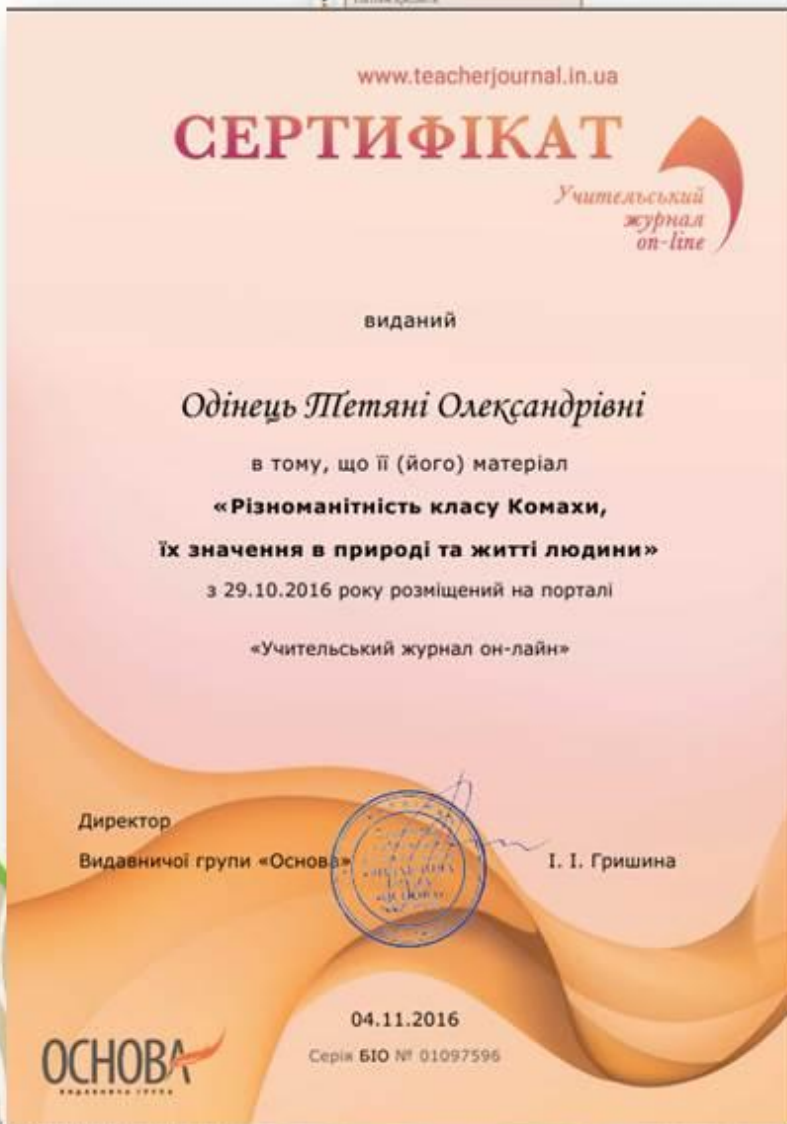 www.teacherjournal.in.ua
СЕРТИФІКАТ
Учительський
журнал
on-line
виданий
Одінець Тетяні Олександрівні
в тому, що її (його) матеріал
«Різноманітність класу Комахи,
їх значення в природі та житті людини»
з 29.10.2016 року розміщений на порталі
«Учительський журнал он-лайн»
Директор
Видавничої групи «Основа»
І. І. Гришина
04.11.2016
Серія БІО № 01097596
ОСНОВА
видавнича група